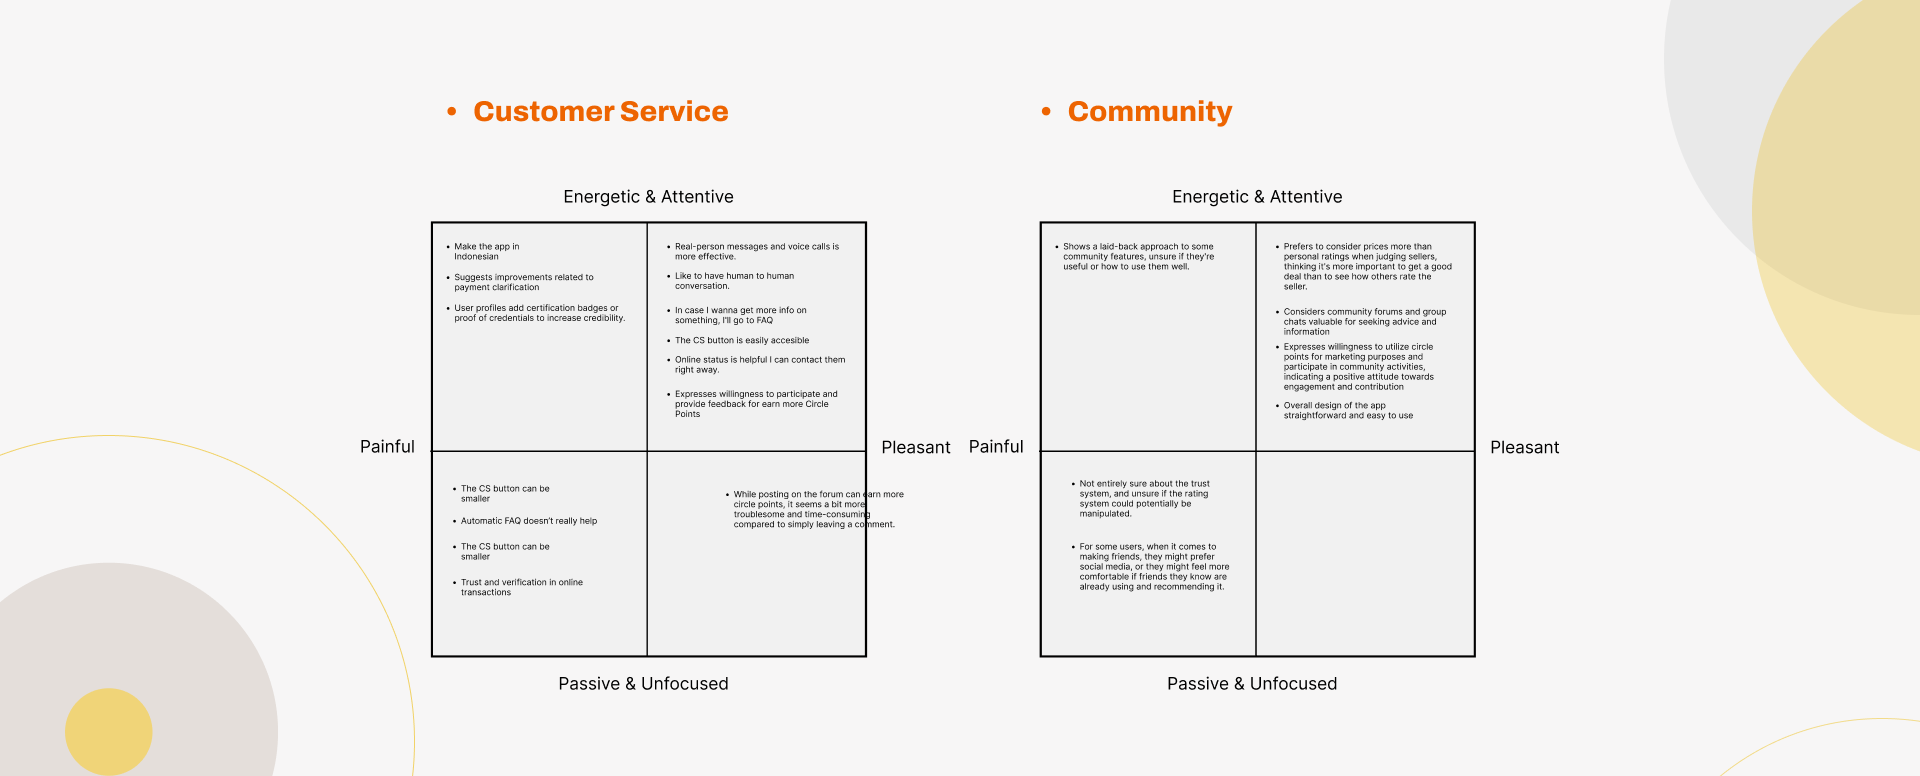 • Customer Service
Energetic & Attentive
• Make the app in
Indonesian
• Suggests improvements related to
payment clarification
• User profiles add certification badges or
proof of credentials to increase credibility.
• Real-person messages and voice calls is
more effective.
• Like to have human to human
conversation.
• In case I wanna get more info on
something, I'll go to FAQ
• The CS button is easily accesible
• Online status is helpful I can contact them
right away.
• Expresses willingness to participate and
provide feedback for earn more Circle
Points
Painful
Pleasant
• The CS button can be
smaller
• Automatic FAQ doesn't really help
• The CS button can be
smaller
• Trust and verification in online
transactions
• While posting on the forum can earn more
circle points, it seems a bit more
troublesome and time-consuming
compared to simply leaving a comment.
Passive & Unfocused
• Community
Energetic & Attentive
• Shows a laid-back approach to some
community features, unsure if they're
useful or how to use them well.
• Prefers to consider prices more than
personal ratings when judging sellers,
thinking it's more important to get a good
deal than to see how others rate the
seller.
• Considers community forums and group
chats valuable for seeking advice and
information
• Expresses willingness to utilize circle
points for marketing purposes and
participate in community activities,
indicating a positive attitude towards
engagement and contribution
• Overall design of the app
straightforward and easy to use
Painful
Pleasant
• Not entirely sure about the trust
system, and unsure if the rating
system could potentially be
manipulated.
• For some users, when it comes to
making friends, they might prefer
social media, or they might feel more
comfortable if friends they know are
already using and recommending it.
Passive & Unfocused